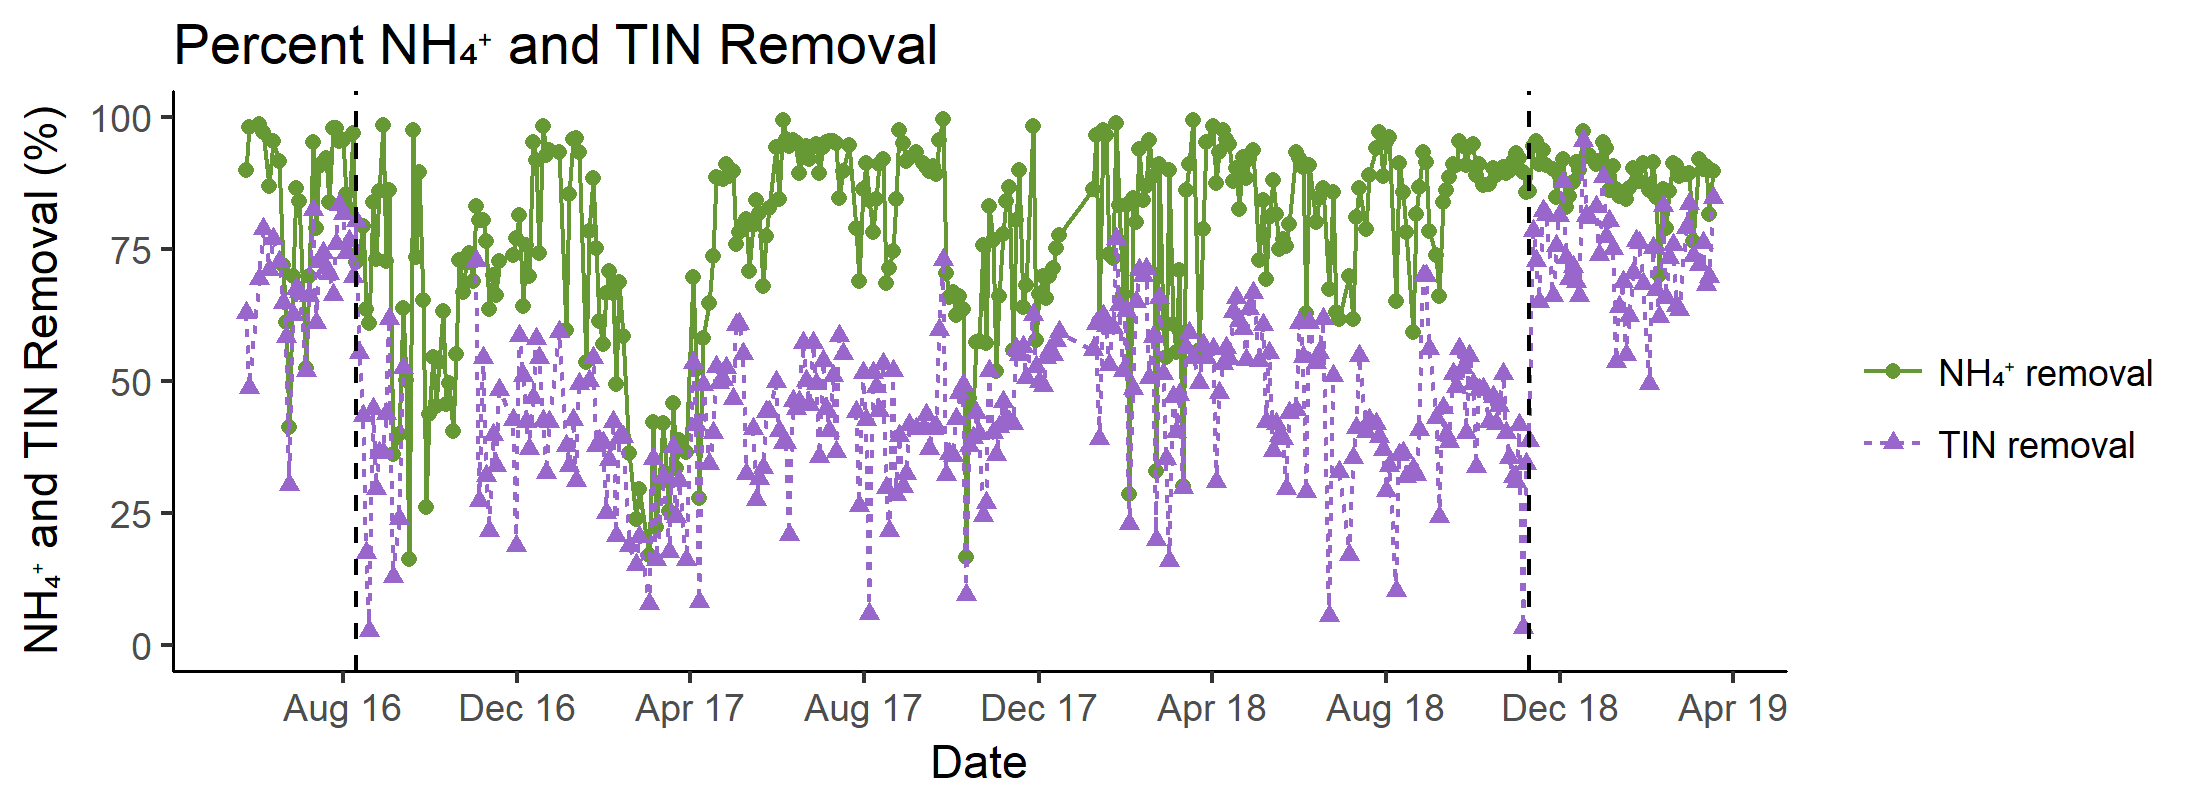 Percent NH₄⁺ and TIN Removal
NH₄⁺ and TIN Removal (%)
100
75
50
25
0
Aug 16 Dec 16 Apr 17 Aug 17 Dec 17 Apr 18 Aug 18 Dec 18 Apr 19
Date
NH₄⁺ removal
TIN removal